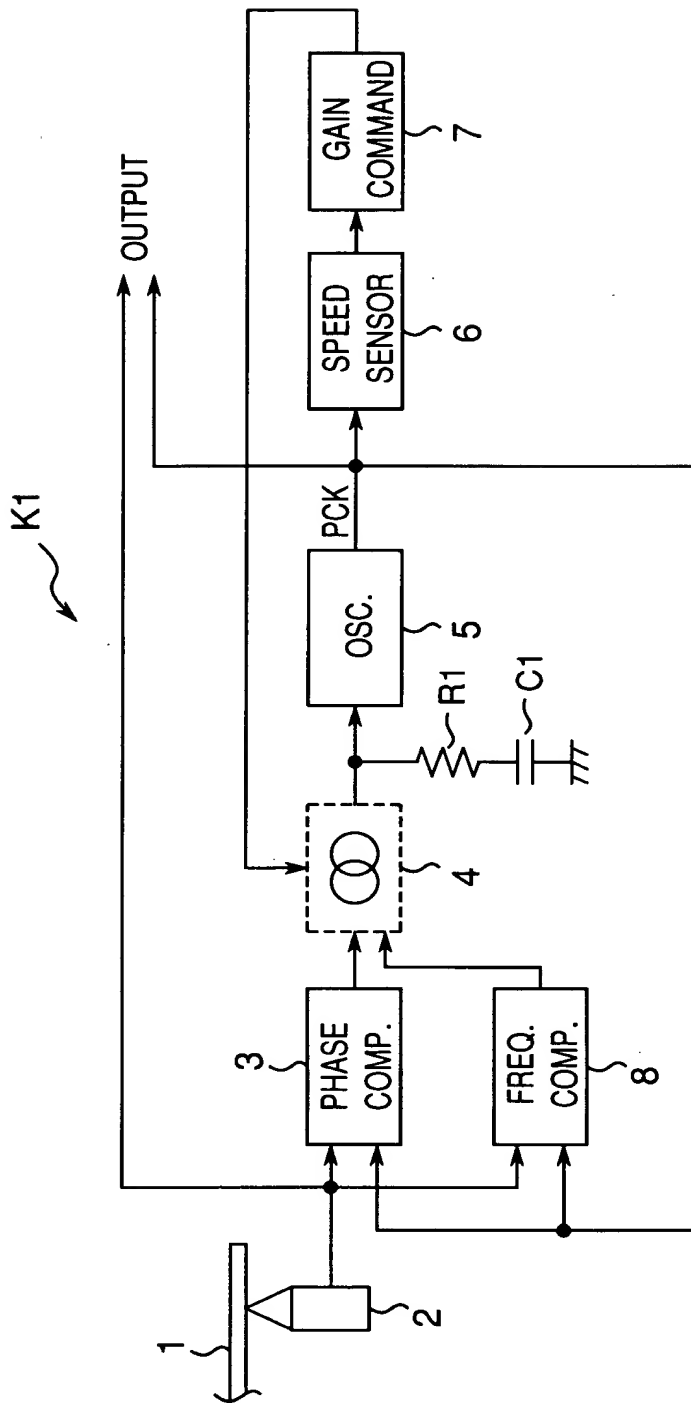 K1
OUTPUT
1
2
3
PHASE
COMP.
FREQ.
COMP.
8
4
R1
C1
OSC.
5
PCK
SPEED
SENSOR
6
GAIN
COMMAND
7